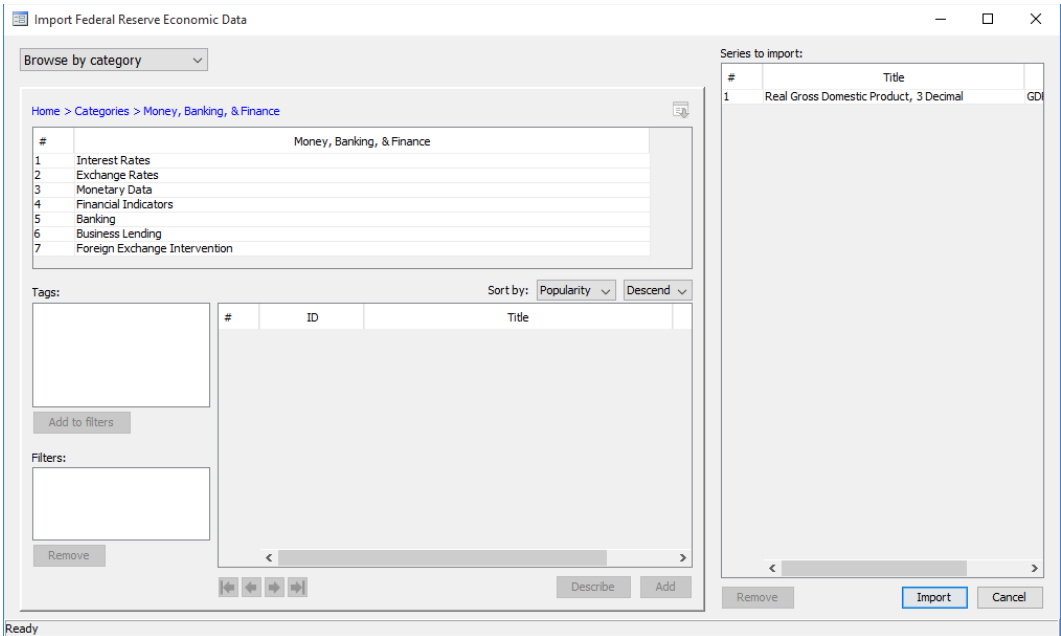 Import Federal Reserve Economic Data
Browse by category
Home > Categories > Money, Banking, & Finance
# Money, Banking, & Finance
1 Interest Rates
2 Exchange Rates
3 Monetary Data
4 Financial Indicators
5 Banking
6 Business Lending
7 Foreign Exchange Intervention
Tags:
Sort by: Popularity Descend
# ID Title
Add to filters
Filters:
Remove
Describe Add
Series to import:
# Title
1 Real Gross Domestic Product, 3 Decimal
Remove Import Cancel
Ready